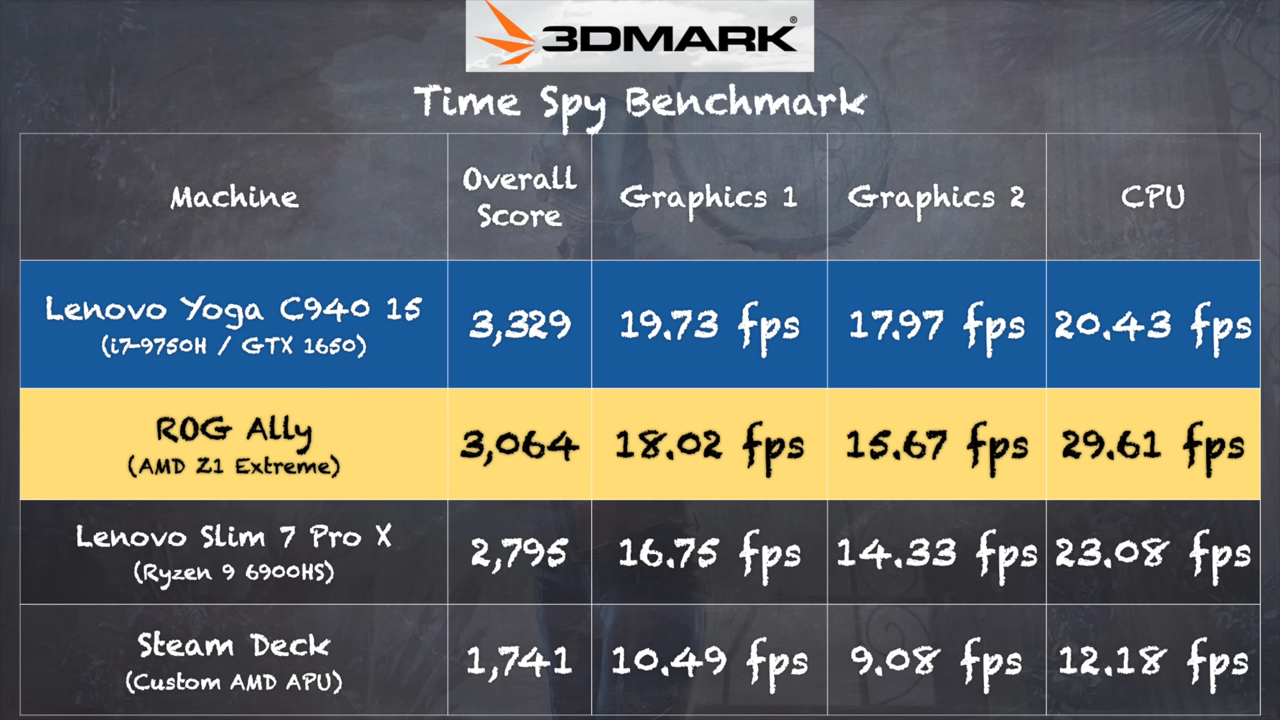 3DMARK®
Time Spy Benchmark
Machine
Overall
Score
Graphics 1
Graphics 2
CPU
Lenovo Yoga C940 15
(i7-9750H / GTX 1650)
3,329
19.73 fps
17.97 fps
20.43 fps
ROG Ally
(AMD Z1 Extreme)
3,064
18.02 fps
15.67 fps
29.61 fps
Lenovo Slim 7 Pro X
(Ryzen 9 6900HS)
2,795
16.75 fps
14.33 fps
23.08 fps
Steam Deck
(Custom AMD APU)
1,741
10.49 fps
9.08 fps
12.18 fps